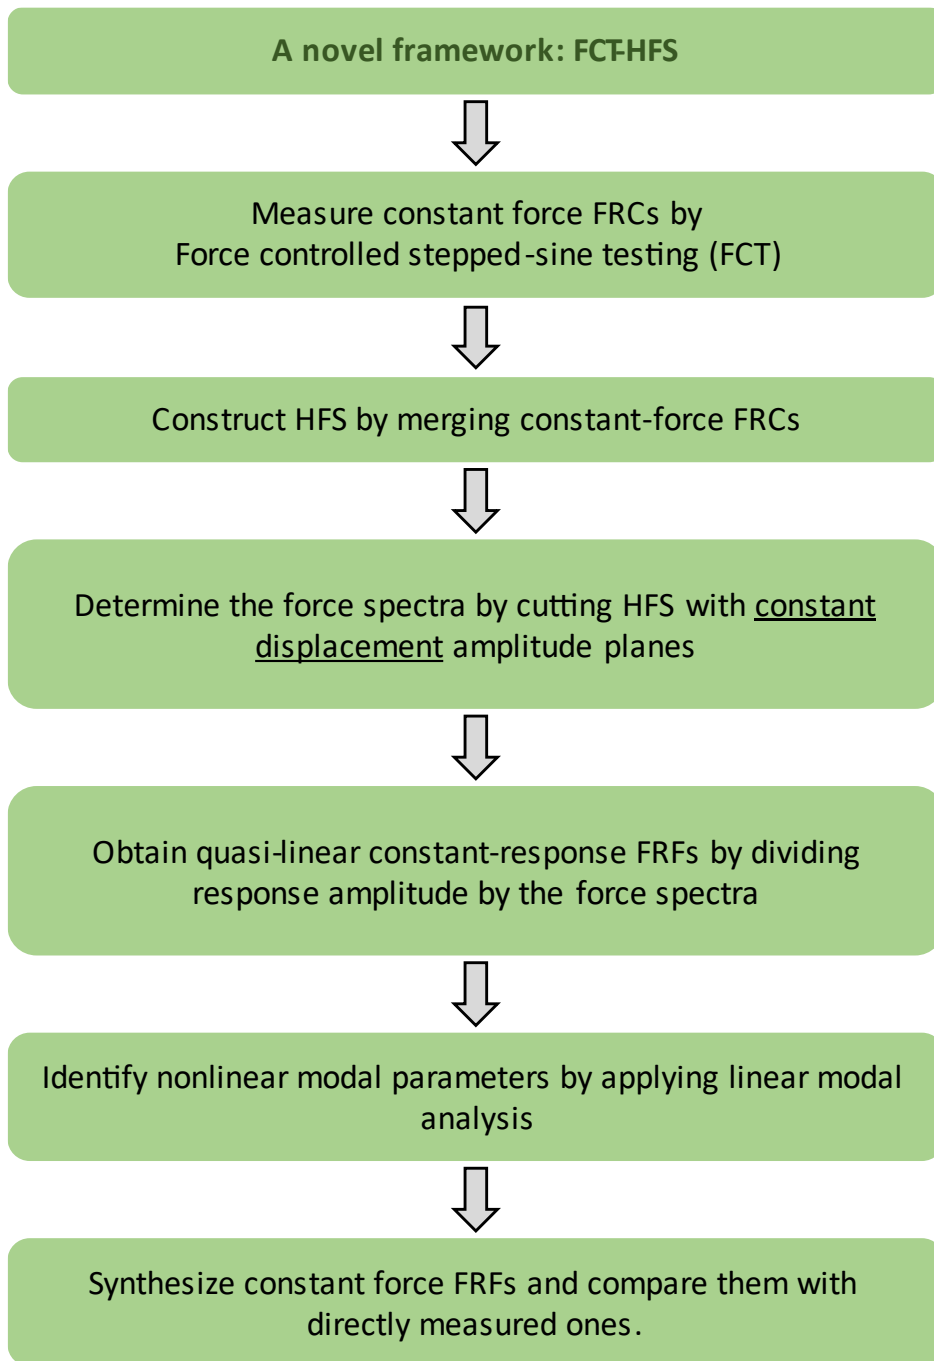 A novel framework: FCT-HFS
Measure constant force FRCs by
Force controlled stepped-sine testing (FCT)
Construct HFS by merging constant-force FRCs
Determine the force spectra by cutting HFS with constant
displacement amplitude planes
Obtain quasi-linear constant-response FRFs by dividing
response amplitude by the force spectra
Identify nonlinear modal parameters by applying linear modal
analysis
Synthesize constant force FRFs and compare them with
directly measured ones.